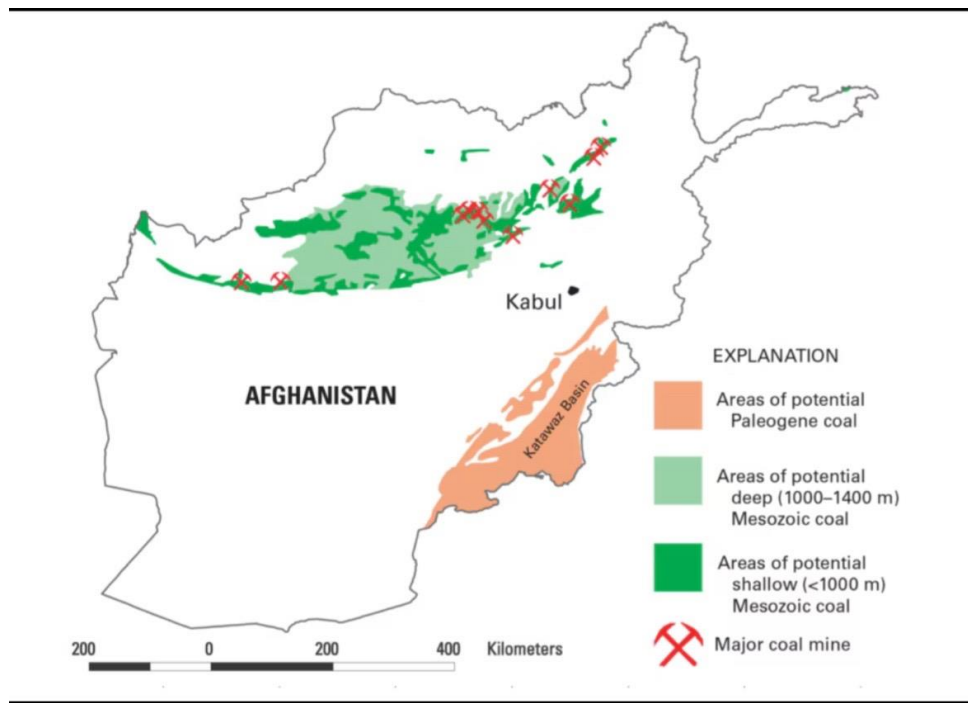 Kabul
AFGHANISTAN
Katawaz Basin
EXPLANATION
Areas of potential
Paleogene coal
Areas of potential
deep (1000–1400 m)
Mesozoic coal
Areas of potential
shallow (<1000 m)
Mesozoic coal
Major coal mine
200 0 200 400 Kilometers